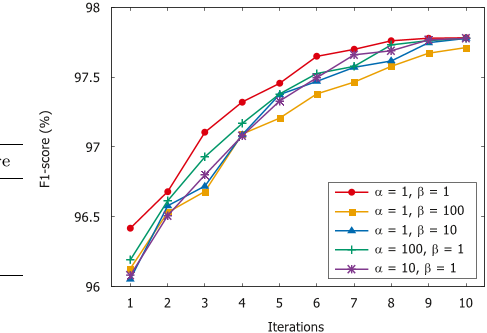 re
98
97.5
97
96.5
96
F1-score (%)
α = 1, β = 1
α = 1, β = 100
α = 1, β = 10
α = 100, β = 1
α = 10, β = 1
1 2 3 4 5 6 7 8 9 10
Iterations